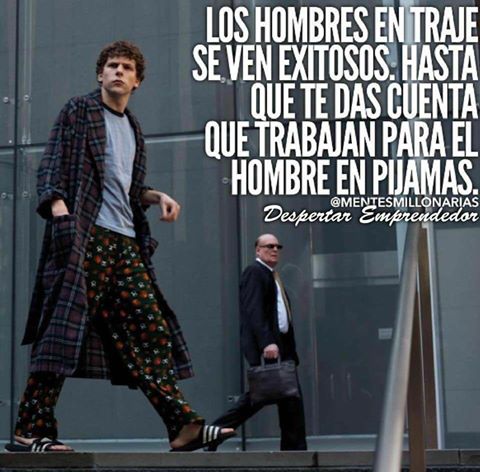 LOS HOMBRES EN TRAJE
SE VEN EXITOSOS. HASTA
QUE TE DAS CUENTA
QUE TRABAJAN PARA EL
HOMBRE EN PIJAMAS.
@MENTESMILLONARIAS
Despertar Emprendedor